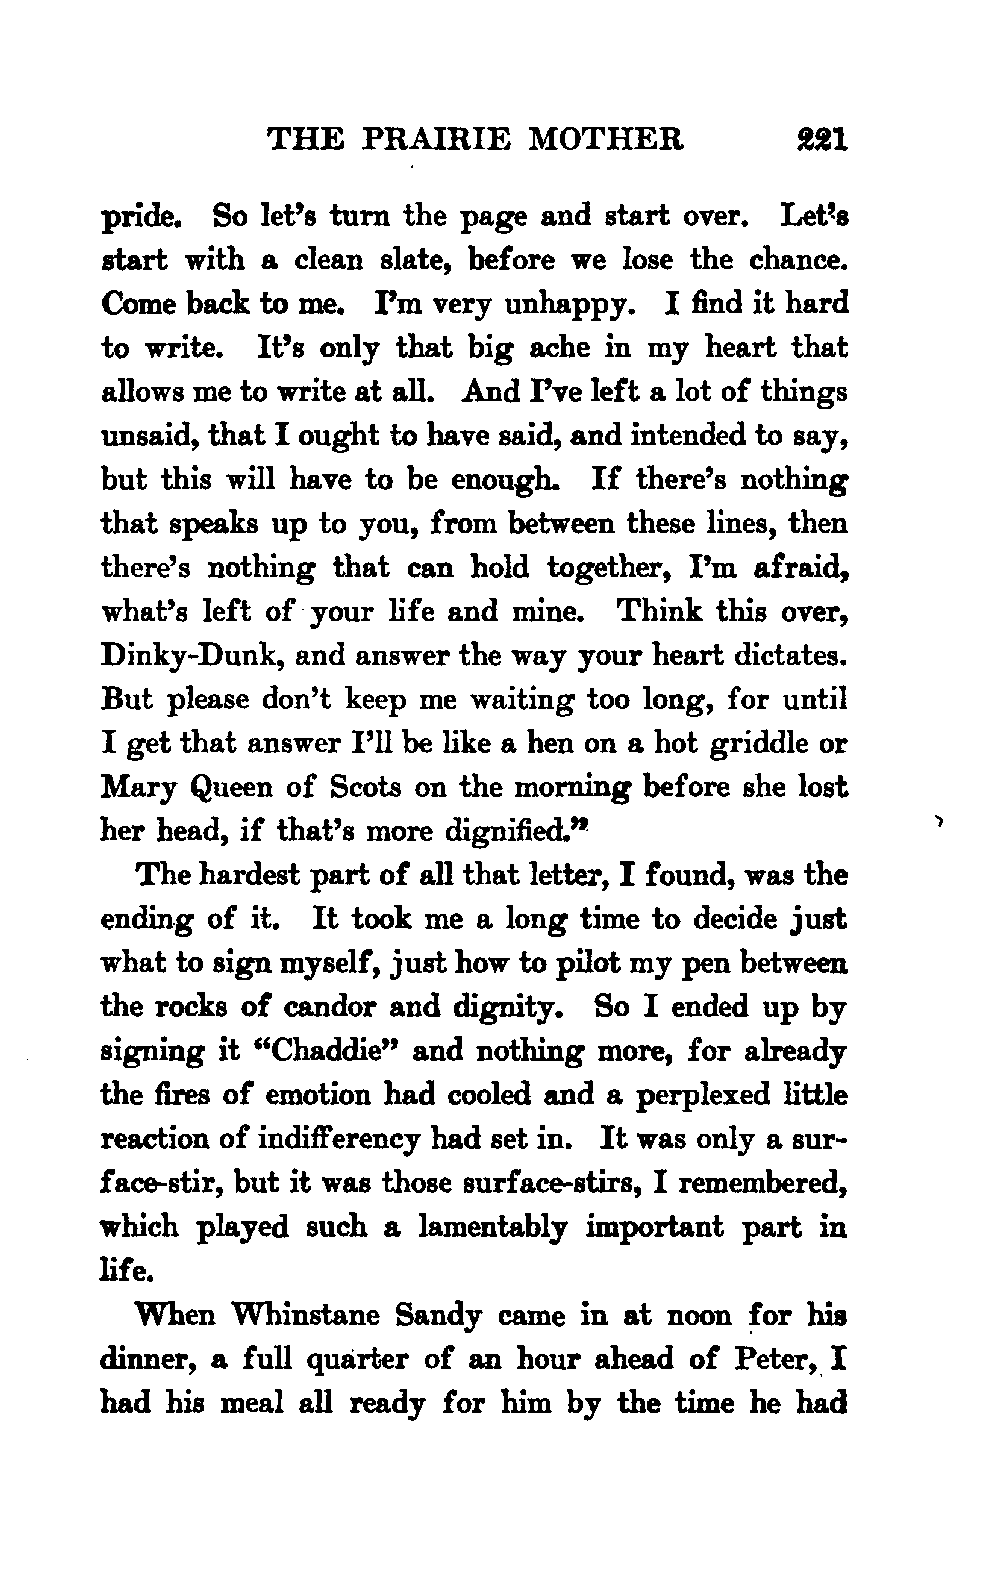 THE PRAIRIE MOTHER 221
pride. So let's turn the page and start over. Let's
start with a clean slate, before we lose the chance.
Come back to me. I'm very unhappy. I find it hard
to write. It's only that big ache in my heart that
allows me to write at all. And I've left a lot of things
unsaid, that I ought to have said, and intended to say,
but this will have to be enough. If there's nothing
that speaks up to you, from between these lines, then
there's nothing that can hold together, I'm afraid,
what's left of your life and mine. Think this over,
Dinky-Dunk, and answer the way your heart dictates.
But please don't keep me waiting too long, for until
I get that answer I'll be like a hen on a hot griddle or
Mary Queen of Scots on the morning before she lost
her head, if that's more dignified."
The hardest part of all that letter, I found, was the
ending of it. It took me a long time to decide just
what to sign myself, just how to pilot my pen between
the rocks of candor and dignity. So I ended up by
signing it “Chaddie” and nothing more, for already
the fires of emotion had cooled and a perplexed little
reaction of indifferency had set in. It was only a sur-
face-stir, but it was those surface-stirs, I remembered,
which played such a lamentably important part in
life.
When Whinstane Sandy came in at noon for his
dinner, a full quarter of an hour ahead of Peter, I
had his meal all ready for him by the time he had